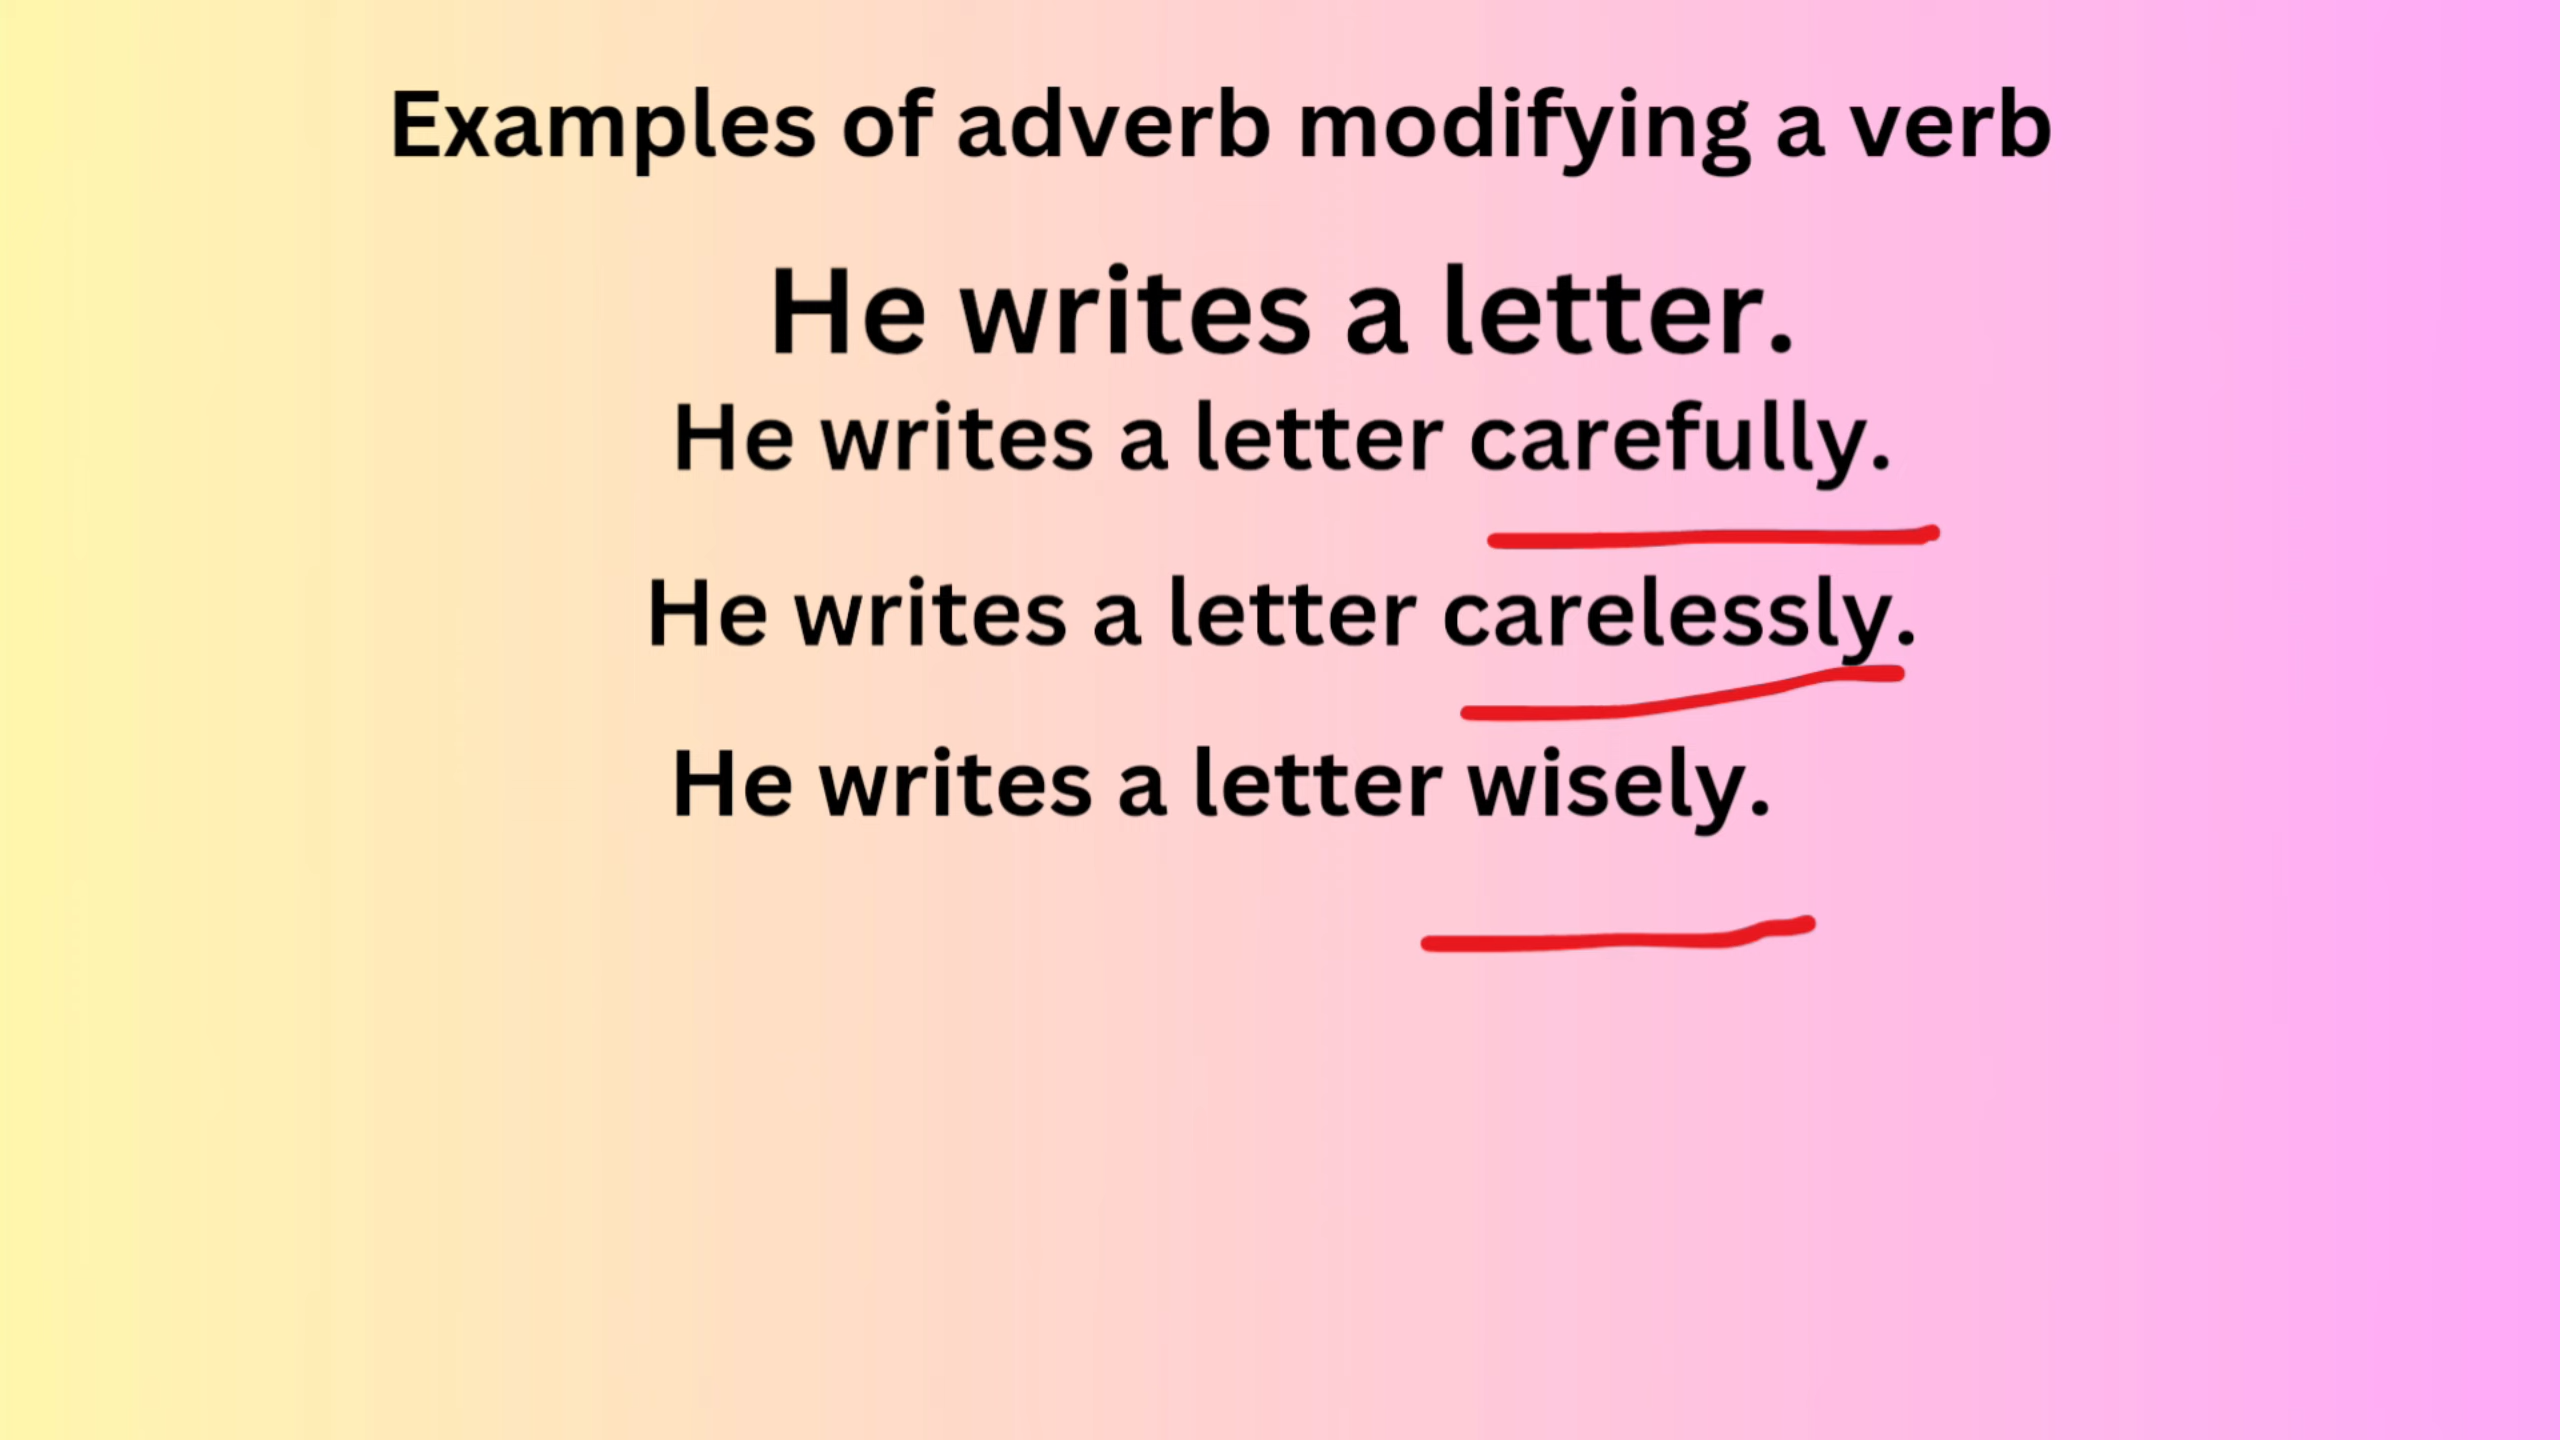 Examples of adverb modifying a verb
He writes a letter.
He writes a letter carefully.
He writes a letter carelessly.
He writes a letter wisely.